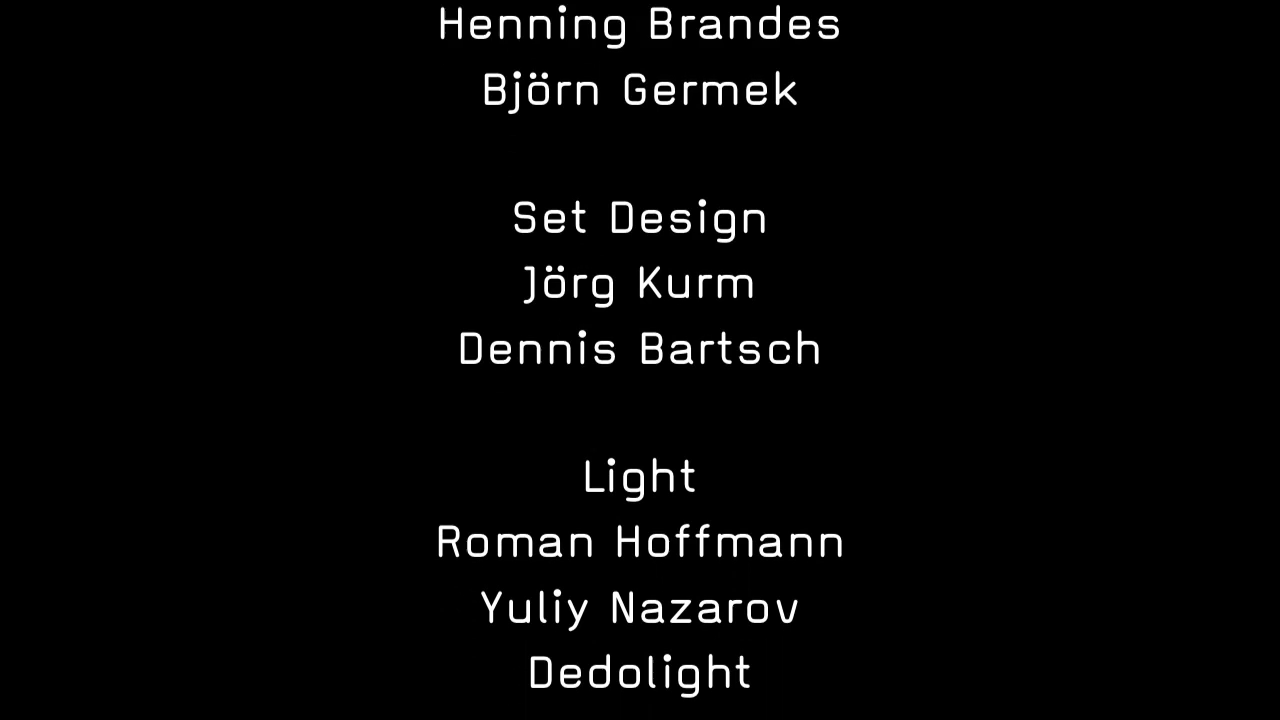 Henning Brandes
Björn Germek
Set Design
Jörg Kurm
Dennis Bartsch
Light
Roman Hoffmann
Yuliy Nazarov
Dedolight